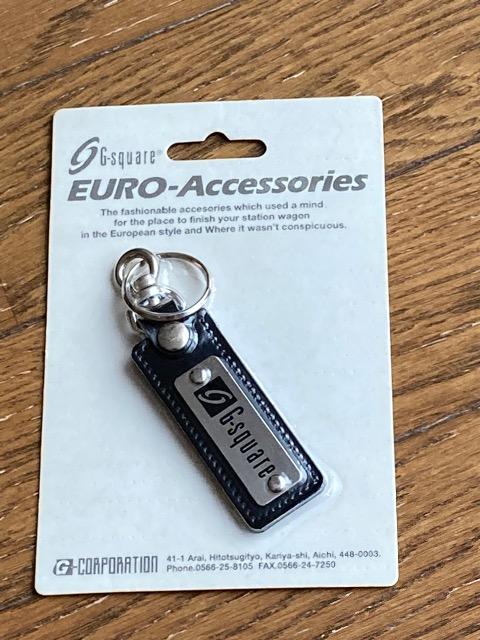 G-square®
EURO-Accessories
The fashionable accesories which used a mind
for the place to finish your station wagon
in the European style and Where it wasn't conspicuous.
G-square
G-CORPORATION
41-1 Arai, Hitotsugityo, Kariya-shi, Aichi, 448-0003.
Phone.0566-25-8105 FAX.0566-24-7250